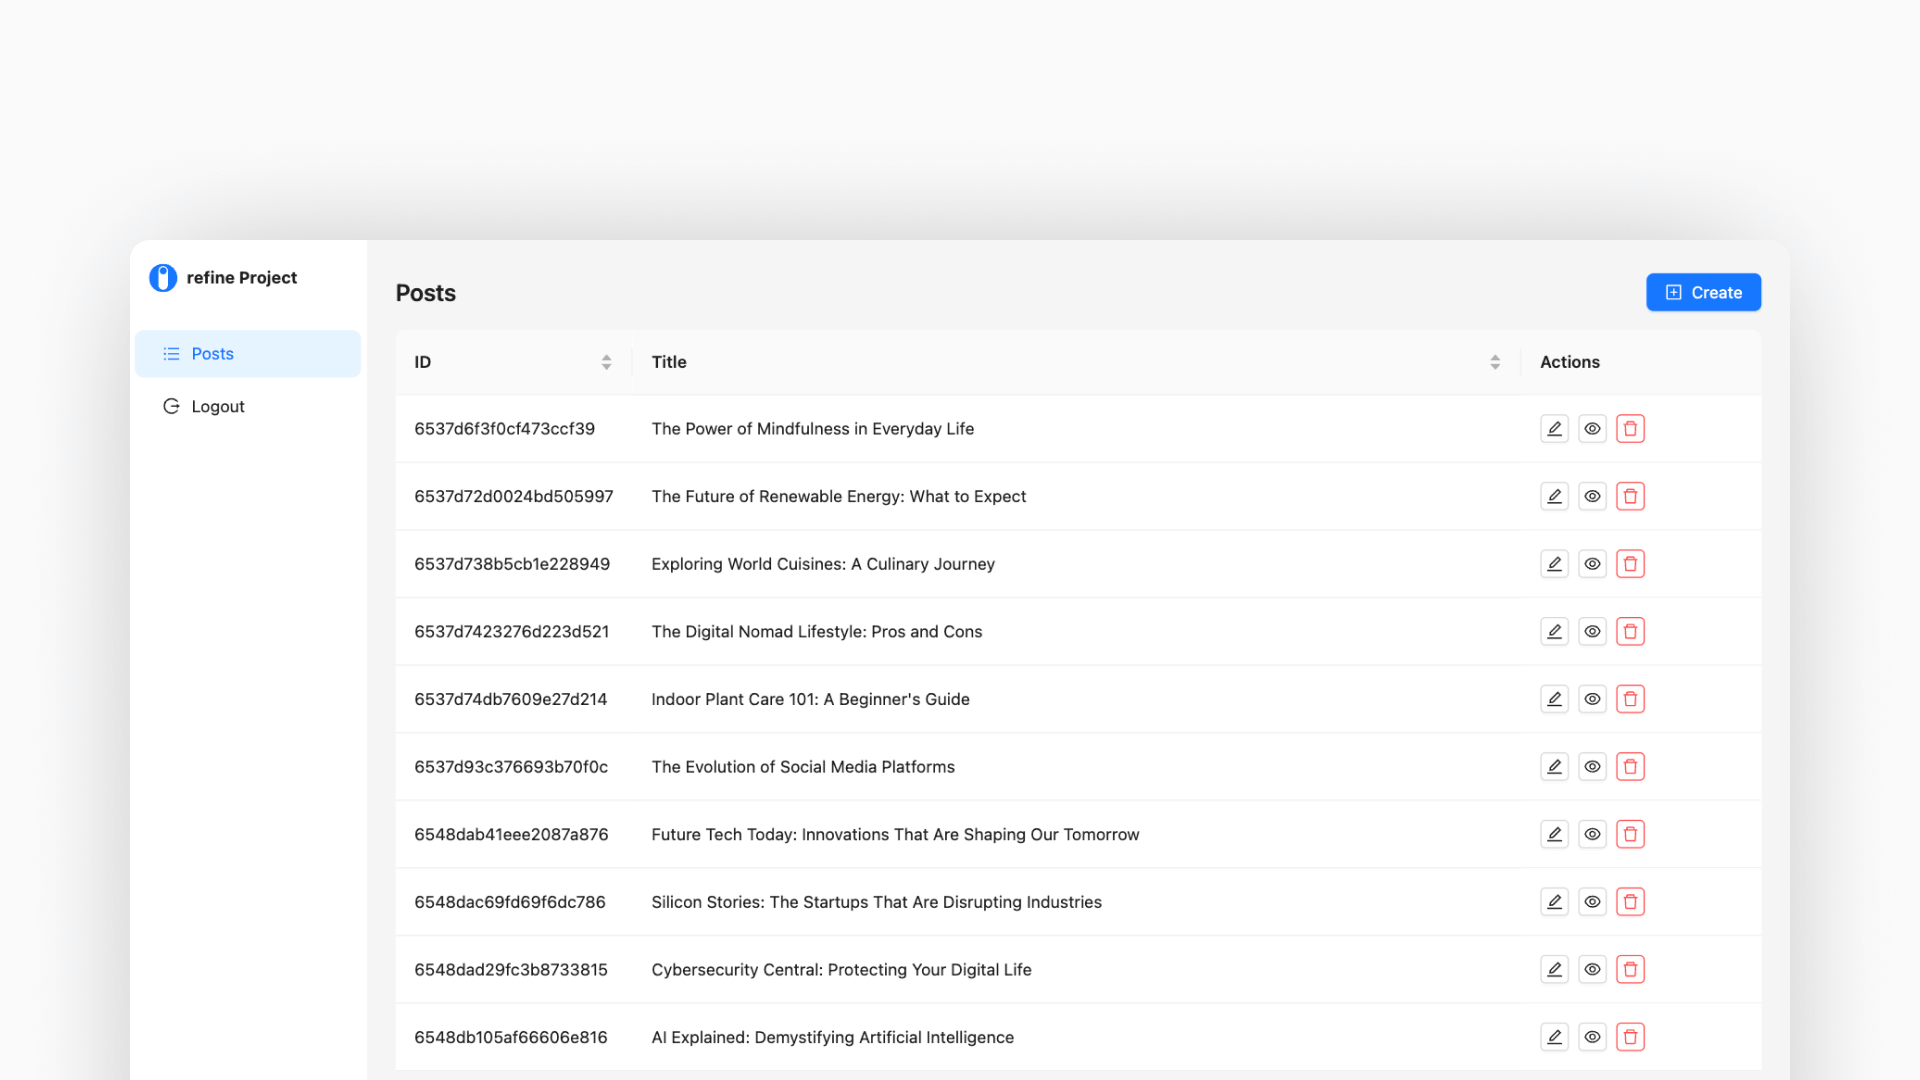 refine Project
Posts
Logout
Posts
Create
ID Title Actions
6537d6f3f0cf473ccf39 The Power of Mindfulness in Everyday Life
6537d72d0024bd505997 The Future of Renewable Energy: What to Expect
6537d738b5cb1e228949 Exploring World Cuisines: A Culinary Journey
6537d7423276d223d521 The Digital Nomad Lifestyle: Pros and Cons
6537d74db7609e27d214 Indoor Plant Care 101: A Beginner's Guide
6537d93c376693b70f0c The Evolution of Social Media Platforms
6548dab41eee2087a876 Future Tech Today: Innovations That Are Shaping Our Tomorrow
6548dac69fd69f6dc786 Silicon Stories: The Startups That Are Disrupting Industries
6548dad29fc3b8733815 Cybersecurity Central: Protecting Your Digital Life
6548db105af66606e816 AI Explained: Demystifying Artificial Intelligence